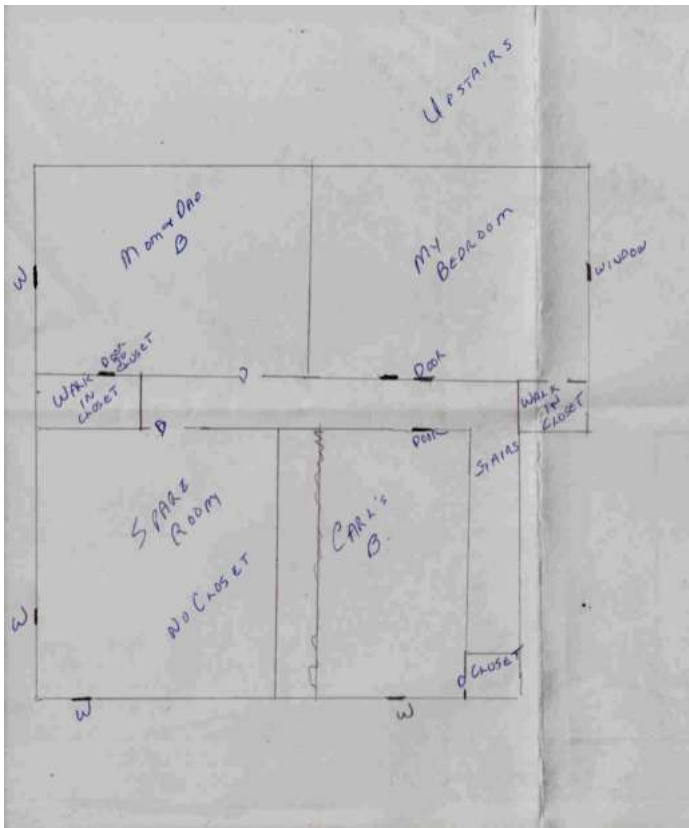 UPSTAIRS
MOM & DAD
B
MY
BEDROOM
W
WINDOW
DOOR
TO
CLOSET
WALK
IN
CLOSET
D
DOOR
WALK
IN
CLOSET
D
DOOR
STAIRS
SPARE
ROOM
CARL'S
B.
NO CLOSET
W
D
CLOSET
W
W